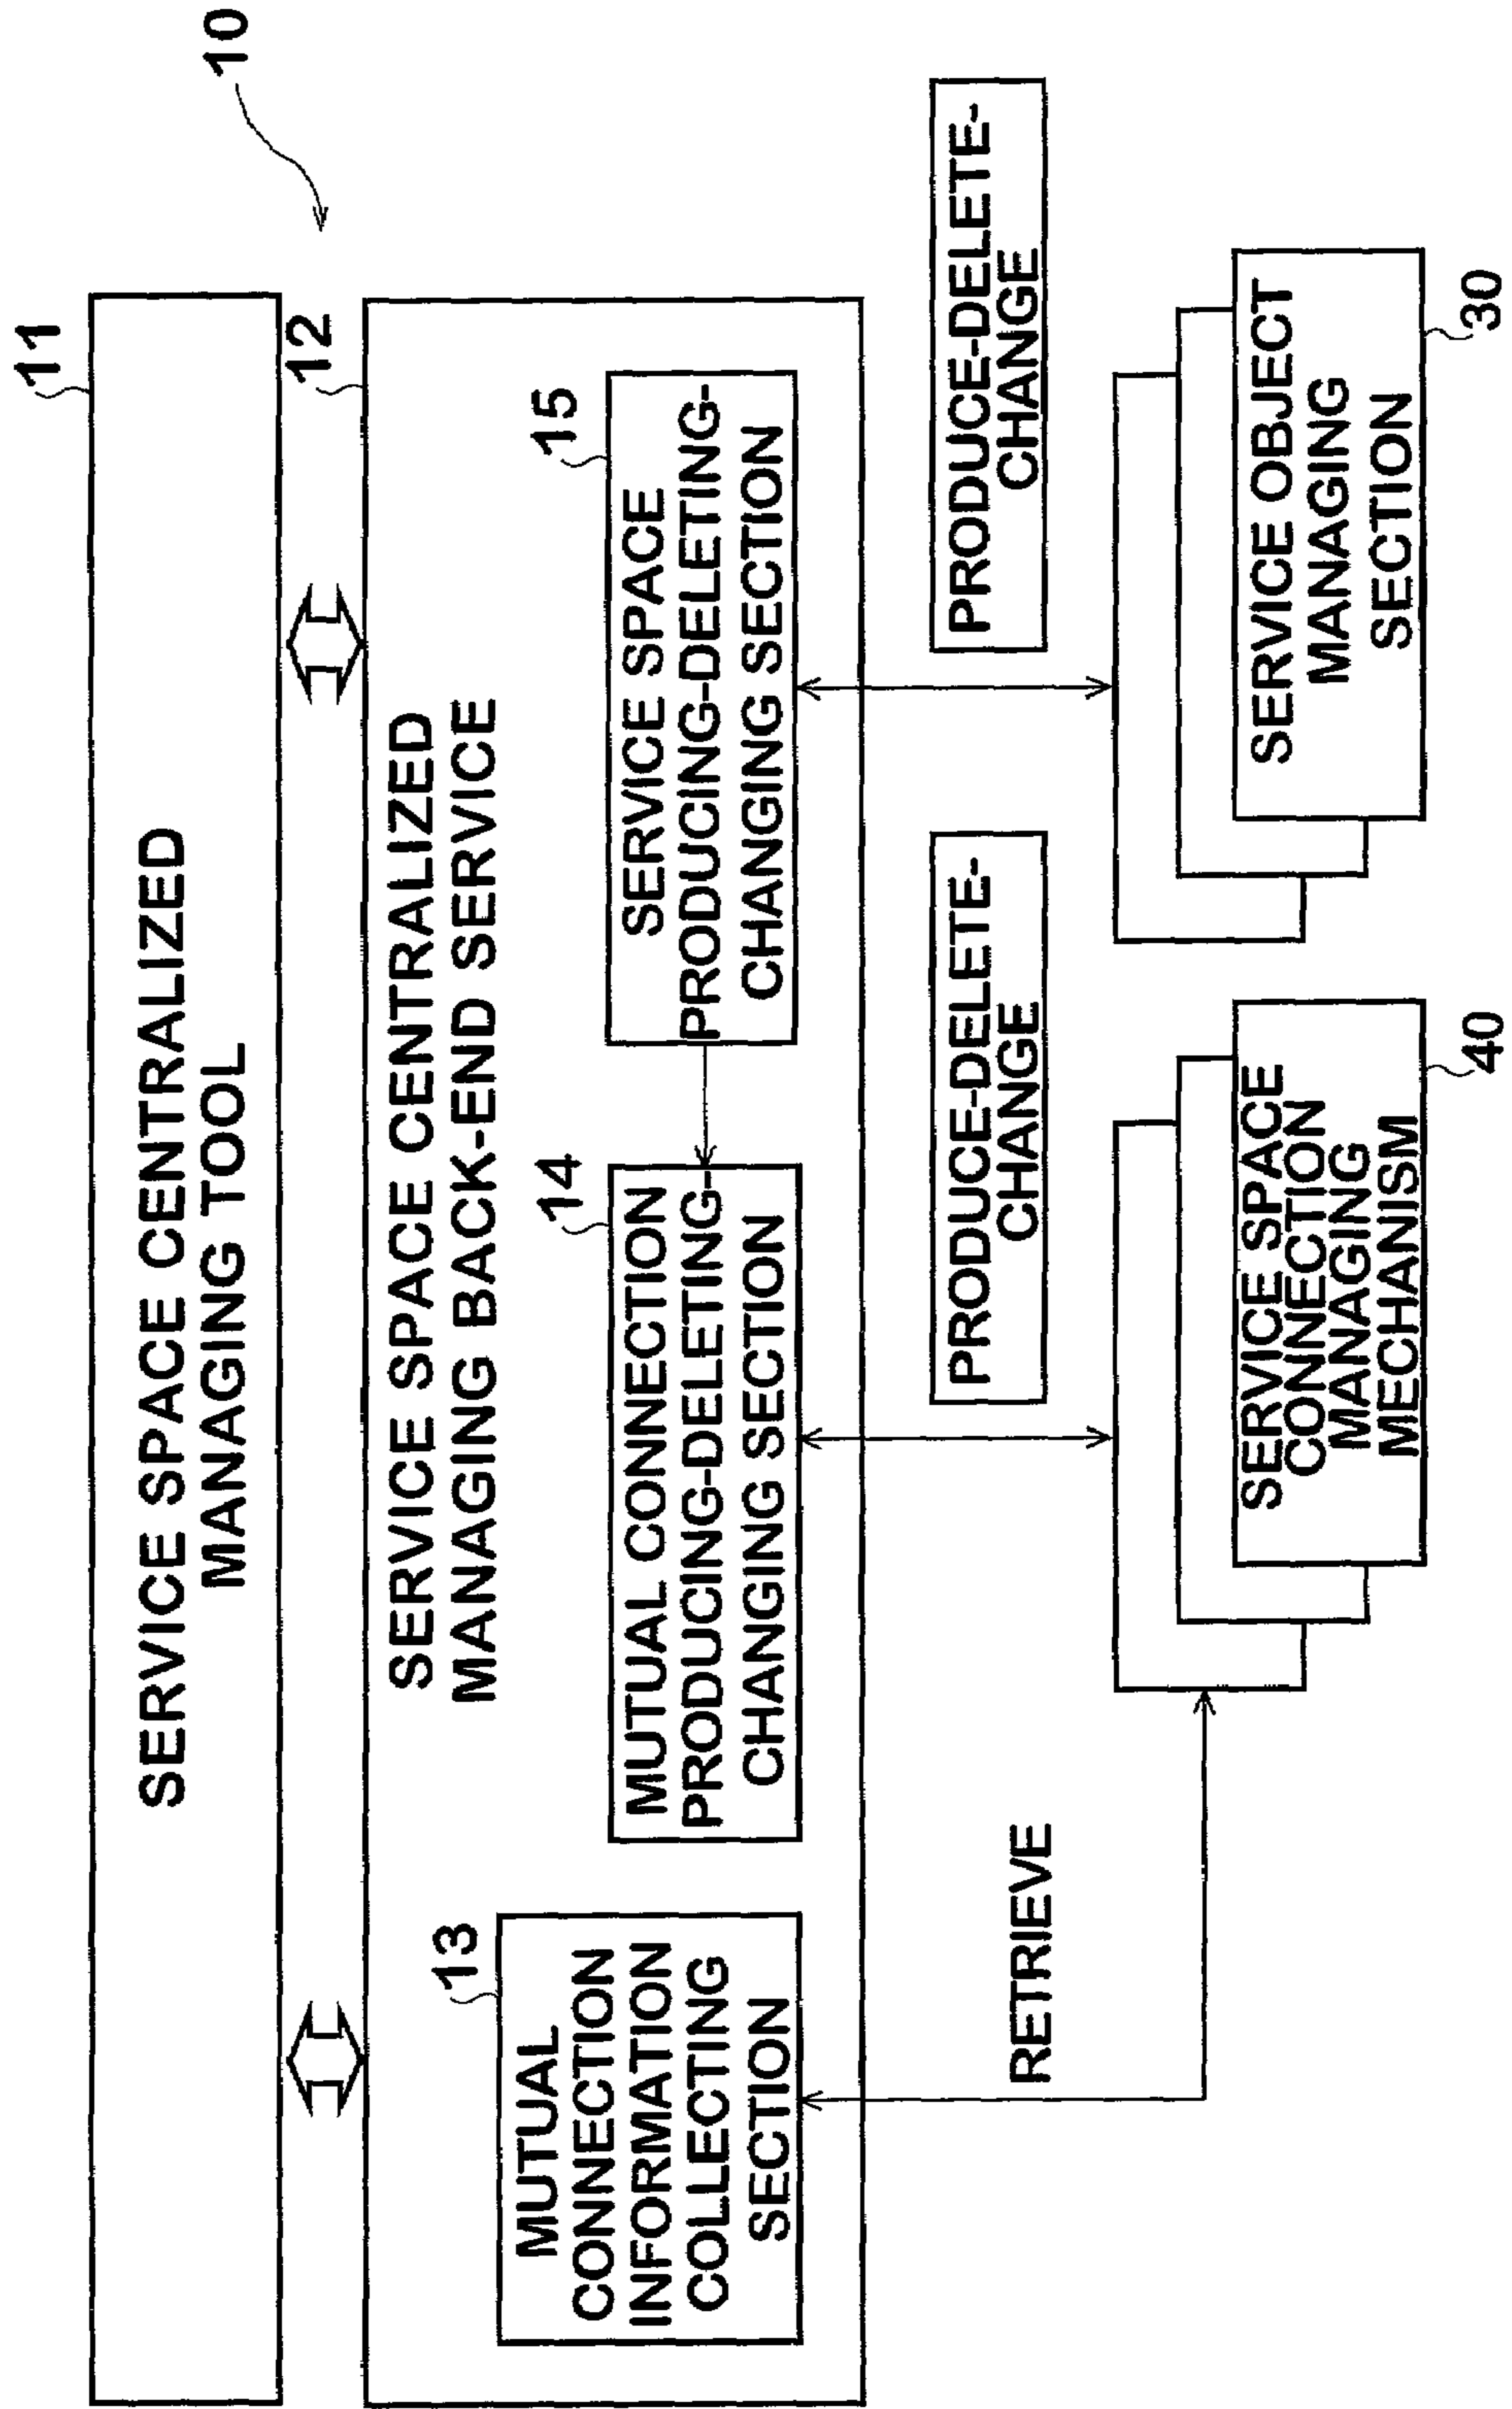 10
11
SERVICE SPACE CENTRALIZED
MANAGING TOOL
12
SERVICE SPACE CENTRALIZED
MANAGING BACK-END SERVICE
13
MUTUAL
CONNECTION
INFORMATION
COLLECTING
SECTION
14
MUTUAL CONNECTION
PRODUCING-DELETING-
CHANGING SECTION
15
SERVICE SPACE
PRODUCING-DELETING-
CHANGING SECTION
RETRIEVE
PRODUCE-DELETE-
CHANGE
PRODUCE-DELETE-
CHANGE
SERVICE SPACE
CONNECTION
MANAGING
MECHANISM
40
SERVICE OBJECT
MANAGING
SECTION
30